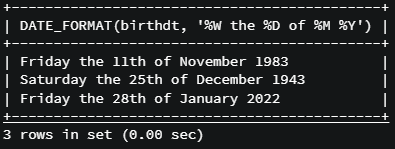 +----------------------------------------------+
| DATE_FORMAT(birthdt, '%W the %D of %M %Y') |
+----------------------------------------------+
| Friday the 11th of November 1983 |
| Saturday the 25th of December 1943 |
| Friday the 28th of January 2022 |
+----------------------------------------------+
3 rows in set (0.00 sec)